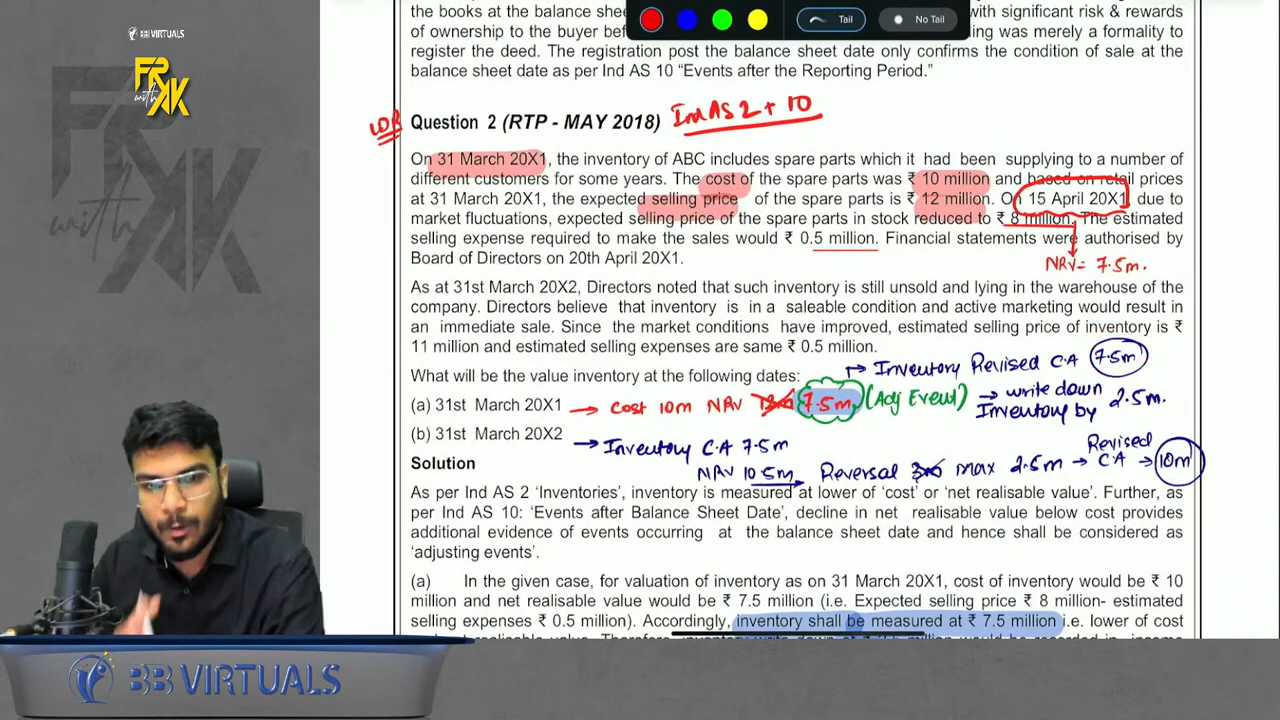 BB VIRTUALS
FR
with
AK
Tail
No Tail
the books at the balance shee
with significant risk & rewards
of ownership to the buyer bef
ling was merely a formality to
register the deed. The registration post the balance sheet date only confirms the condition of sale at the
balance sheet date as per Ind AS 10 “Events after the Reporting Period.”
LDR Question 2 (RTP - MAY 2018) Ind AS 2 + 10
On 31 March 20X1, the inventory of ABC includes spare parts which it had been supplying to a number of
different customers for some years. The cost of the spare parts was ₹ 10 million and based on retail prices
at 31 March 20X1, the expected selling price of the spare parts is ₹ 12 million. On 15 April 20X1, due to
market fluctuations, expected selling price of the spare parts in stock reduced to ₹ 8 million. The estimated
selling expense required to make the sales would ₹ 0.5 million. Financial statements were authorised by
Board of Directors on 20th April 20X1.
NRV = 7.5m.
As at 31st March 20X2, Directors noted that such inventory is still unsold and lying in the warehouse of the
company. Directors believe that inventory is in a saleable condition and active marketing would result in
an immediate sale. Since the market conditions have improved, estimated selling price of inventory is ₹
11 million and estimated selling expenses are same ₹ 0.5 million.
→ Inventory Revised C.A 7.5m
What will be the value inventory at the following dates:
(a) 31st March 20X1 → Cost 10m NRV 7.5m (Adj Event) → write down
Inventory by 2.5m.
(b) 31st March 20X2 → Inventory C.A 7.5m
NRV 10.5m → Reversal max 2.5m → Revised C.A → 10m
Solution
As per Ind AS 2 ‘Inventories’, inventory is measured at lower of ‘cost’ or ‘net realisable value’. Further, as
per Ind AS 10: ‘Events after Balance Sheet Date’, decline in net realisable value below cost provides
additional evidence of events occurring at the balance sheet date and hence shall be considered as
‘adjusting events’.
(a) In the given case, for valuation of inventory as on 31 March 20X1, cost of inventory would be ₹ 10
million and net realisable value would be ₹ 7.5 million (i.e. Expected selling price ₹ 8 million- estimated
selling expenses ₹ 0.5 million). Accordingly, inventory shall be measured at ₹ 7.5 million i.e. lower of cost
BB VIRTUALS